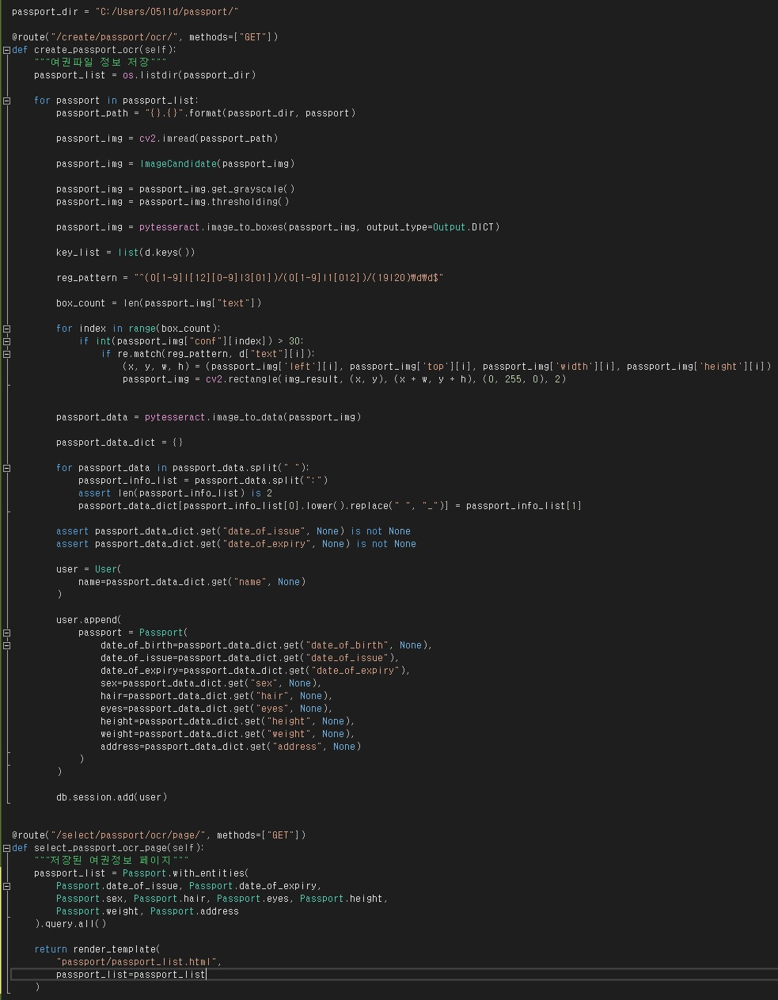 passport_dir = "C:/Users/0511d/passport/"
@route("/create/passport/ocr/", methods=["GET"])
def create_passport_ocr(self):
"""여권파일 정보 저장"""
passport_list = os.listdir(passport_dir)
for passport in passport_list:
passport_path = "{}.{}".format(passport_dir, passport)
passport_img = cv2.imread(passport_path)
passport_img = ImageCandidate(passport_img)
passport_img = passport_img.get_grayscale()
passport_img = passport_img.thresholding()
passport_img = pytesseract.image_to_boxes(passport_img, output_type=Output.DICT)
key_list = list(d.keys())
reg_pattern = "^(0[1-9]|[12][0-9]|3[01])/(0[1-9]|1[012])/(19|20)₩d₩d$"
box_count = len(passport_img["text"])
for index in range(box_count):
if int(passport_img["conf"][index]) > 30:
if re.match(reg_pattern, d["text"][i]):
(x, y, w, h) = (passport_img['left'][i], passport_img['top'][i], passport_img['width'][i], passport_img['height'][i])
passport_img = cv2.rectangle(img_result, (x, y), (x + w, y + h), (0, 255, 0), 2)
passport_data = pytesseract.image_to_data(passport_img)
passport_data_dict = {}
for passport_data in passport_data.split(" "):
passport_info_list = passport_data.split(":")
assert len(passport_info_list) is 2
passport_data_dict[passport_info_list[0].lower().replace(" ", "_")] = passport_info_list[1]
assert passport_data_dict.get("date_of_issue", None) is not None
assert passport_data_dict.get("date_of_expiry", None) is not None
user = User(
name=passport_data_dict.get("name", None)
)
user.append(
passport = Passport(
date_of_birth=passport_data_dict.get("date_of_birth", None),
date_of_issue=passport_data_dict.get("date_of_issue"),
date_of_expiry=passport_data_dict.get("date_of_expiry"),
sex=passport_data_dict.get("sex", None),
hair=passport_data_dict.get("hair", None),
eyes=passport_data_dict.get("eyes", None),
height=passport_data_dict.get("height", None),
weight=passport_data_dict.get("weight", None),
address=passport_data_dict.get("address", None)
)
)
db.session.add(user)
@route("/select/passport/ocr/page/", methods=["GET"])
def select_passport_ocr_page(self):
"""저장된 여권정보 페이지"""
passport_list = Passport.with_entities(
Passport.date_of_issue, Passport.date_of_expiry,
Passport.sex, Passport.hair, Passport.eyes, Passport.height,
Passport.weight, Passport.address
).query.all()
return render_template(
"passport/passport_list.html",
passport_list=passport_list
)